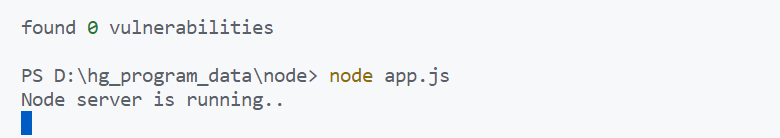 found 0 vulnerabilities
PS D:\hg_program_data\node> node app.js
Node server is running..